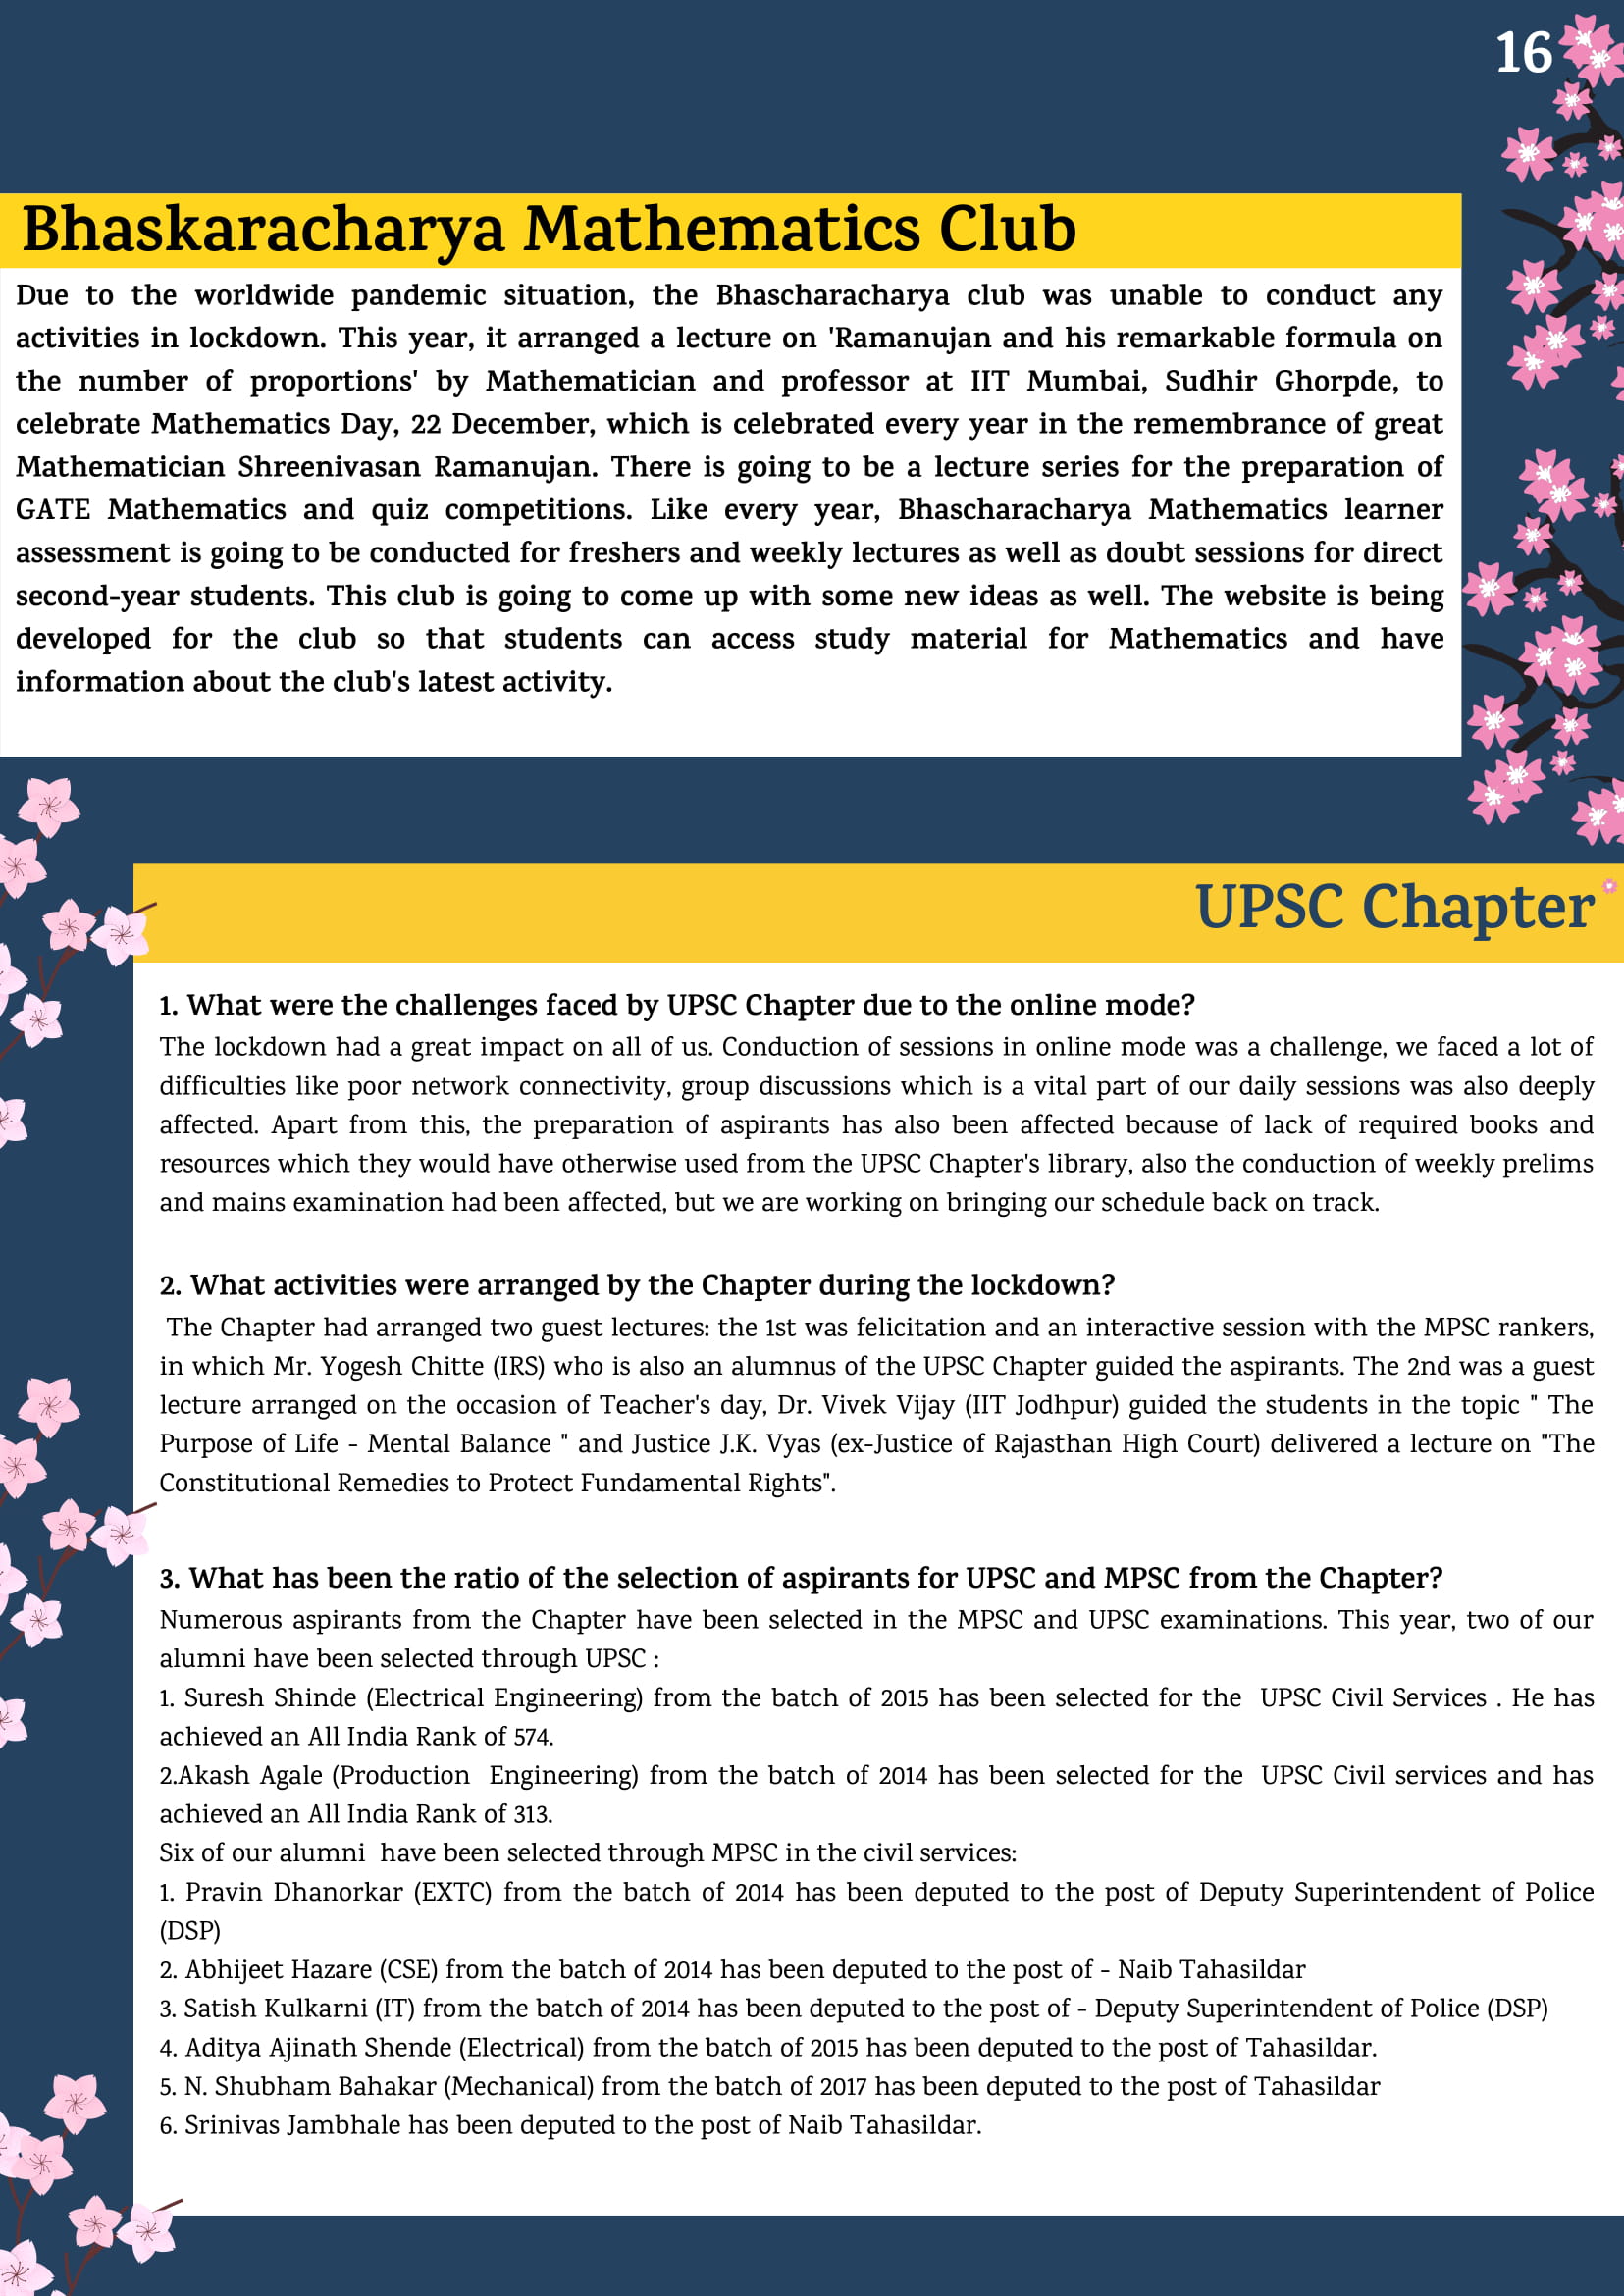 16
Bhaskaracharya Mathematics Club
Due to the worldwide pandemic situation, the Bhascharacharya club was unable to conduct any
activities in lockdown. This year, it arranged a lecture on 'Ramanujan and his remarkable formula on
the number of proportions' by Mathematician and professor at IIT Mumbai, Sudhir Ghorpde, to
celebrate Mathematics Day, 22 December, which is celebrated every year in the remembrance of great
Mathematician Shreenivasan Ramanujan. There is going to be a lecture series for the preparation of
GATE Mathematics and quiz competitions. Like every year, Bhascharacharya Mathematics learner
assessment is going to be conducted for freshers and weekly lectures as well as doubt sessions for direct
second-year students. This club is going to come up with some new ideas as well. The website is being
developed for the club so that students can access study material for Mathematics and have
information about the club's latest activity.
UPSC Chapter
1. What were the challenges faced by UPSC Chapter due to the online mode?
The lockdown had a great impact on all of us. Conduction of sessions in online mode was a challenge, we faced a lot of
difficulties like poor network connectivity, group discussions which is a vital part of our daily sessions was also deeply
affected. Apart from this, the preparation of aspirants has also been affected because of lack of required books and
resources which they would have otherwise used from the UPSC Chapter's library, also the conduction of weekly prelims
and mains examination had been affected, but we are working on bringing our schedule back on track.
2. What activities were arranged by the Chapter during the lockdown?
The Chapter had arranged two guest lectures: the 1st was felicitation and an interactive session with the MPSC rankers,
in which Mr. Yogesh Chitte (IRS) who is also an alumnus of the UPSC Chapter guided the aspirants. The 2nd was a guest
lecture arranged on the occasion of Teacher's day, Dr. Vivek Vijay (IIT Jodhpur) guided the students in the topic " The
Purpose of Life - Mental Balance " and Justice J.K. Vyas (ex-Justice of Rajasthan High Court) delivered a lecture on "The
Constitutional Remedies to Protect Fundamental Rights".
3. What has been the ratio of the selection of aspirants for UPSC and MPSC from the Chapter?
Numerous aspirants from the Chapter have been selected in the MPSC and UPSC examinations. This year, two of our
alumni have been selected through UPSC :
1. Suresh Shinde (Electrical Engineering) from the batch of 2015 has been selected for the UPSC Civil Services . He has
achieved an All India Rank of 574.
2.Akash Agale (Production Engineering) from the batch of 2014 has been selected for the UPSC Civil services and has
achieved an All India Rank of 313.
Six of our alumni have been selected through MPSC in the civil services:
1. Pravin Dhanorkar (EXTC) from the batch of 2014 has been deputed to the post of Deputy Superintendent of Police
(DSP)
2. Abhijeet Hazare (CSE) from the batch of 2014 has been deputed to the post of - Naib Tahasildar
3. Satish Kulkarni (IT) from the batch of 2014 has been deputed to the post of - Deputy Superintendent of Police (DSP)
4. Aditya Ajinath Shende (Electrical) from the batch of 2015 has been deputed to the post of Tahasildar.
5. N. Shubham Bahakar (Mechanical) from the batch of 2017 has been deputed to the post of Tahasildar
6. Srinivas Jambhale has been deputed to the post of Naib Tahasildar.